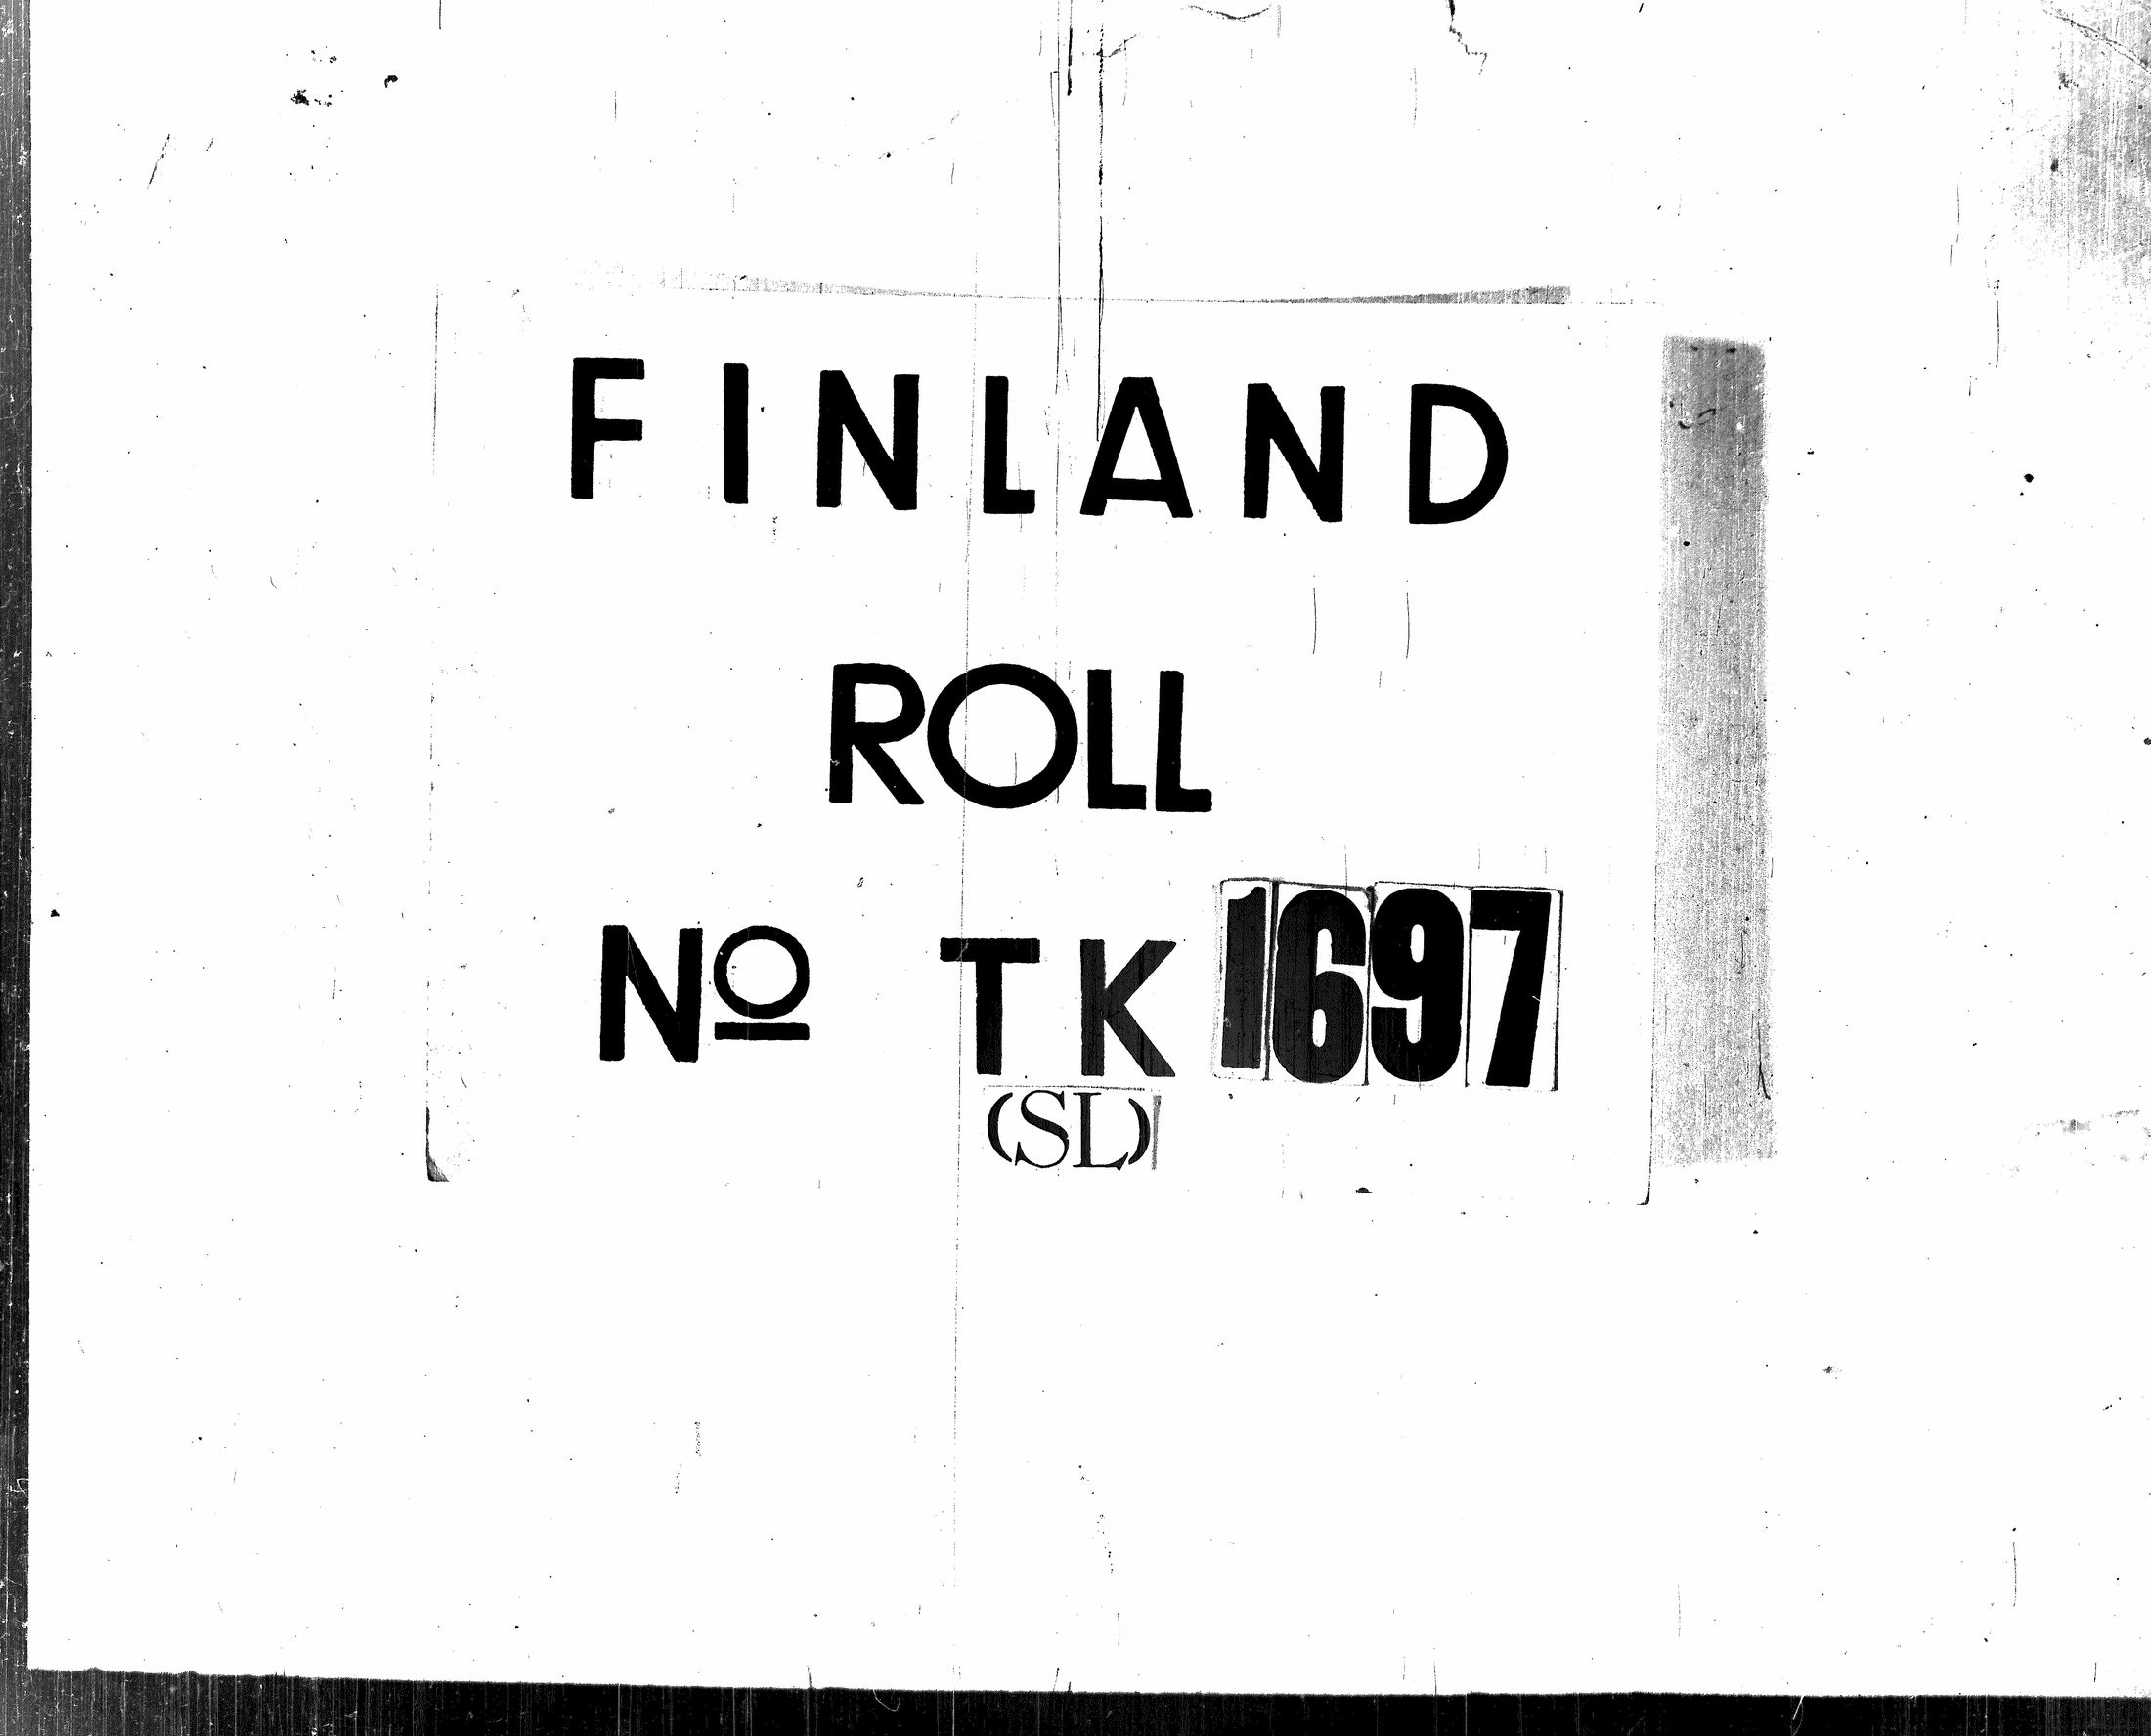 FINLAND
ROLL
Nº TK 1697
(SL)